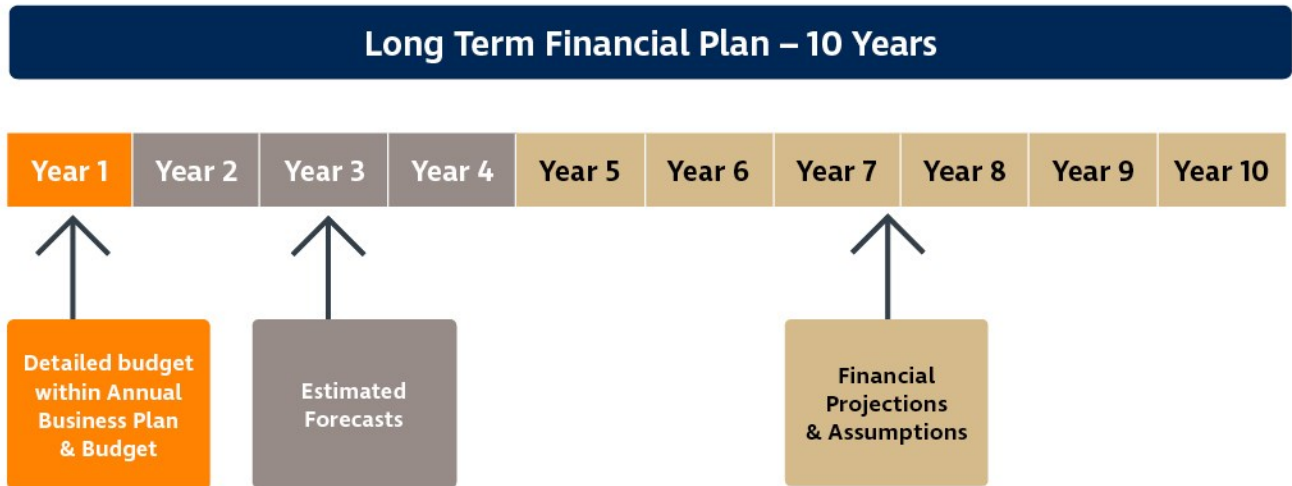 Long Term Financial Plan – 10 Years
Year 1
Year 2
Year 3
Year 4
Year 5
Year 6
Year 7
Year 8
Year 9
Year 10
Detailed budget
within Annual
Business Plan
& Budget
Estimated
Forecasts
Financial
Projections
& Assumptions